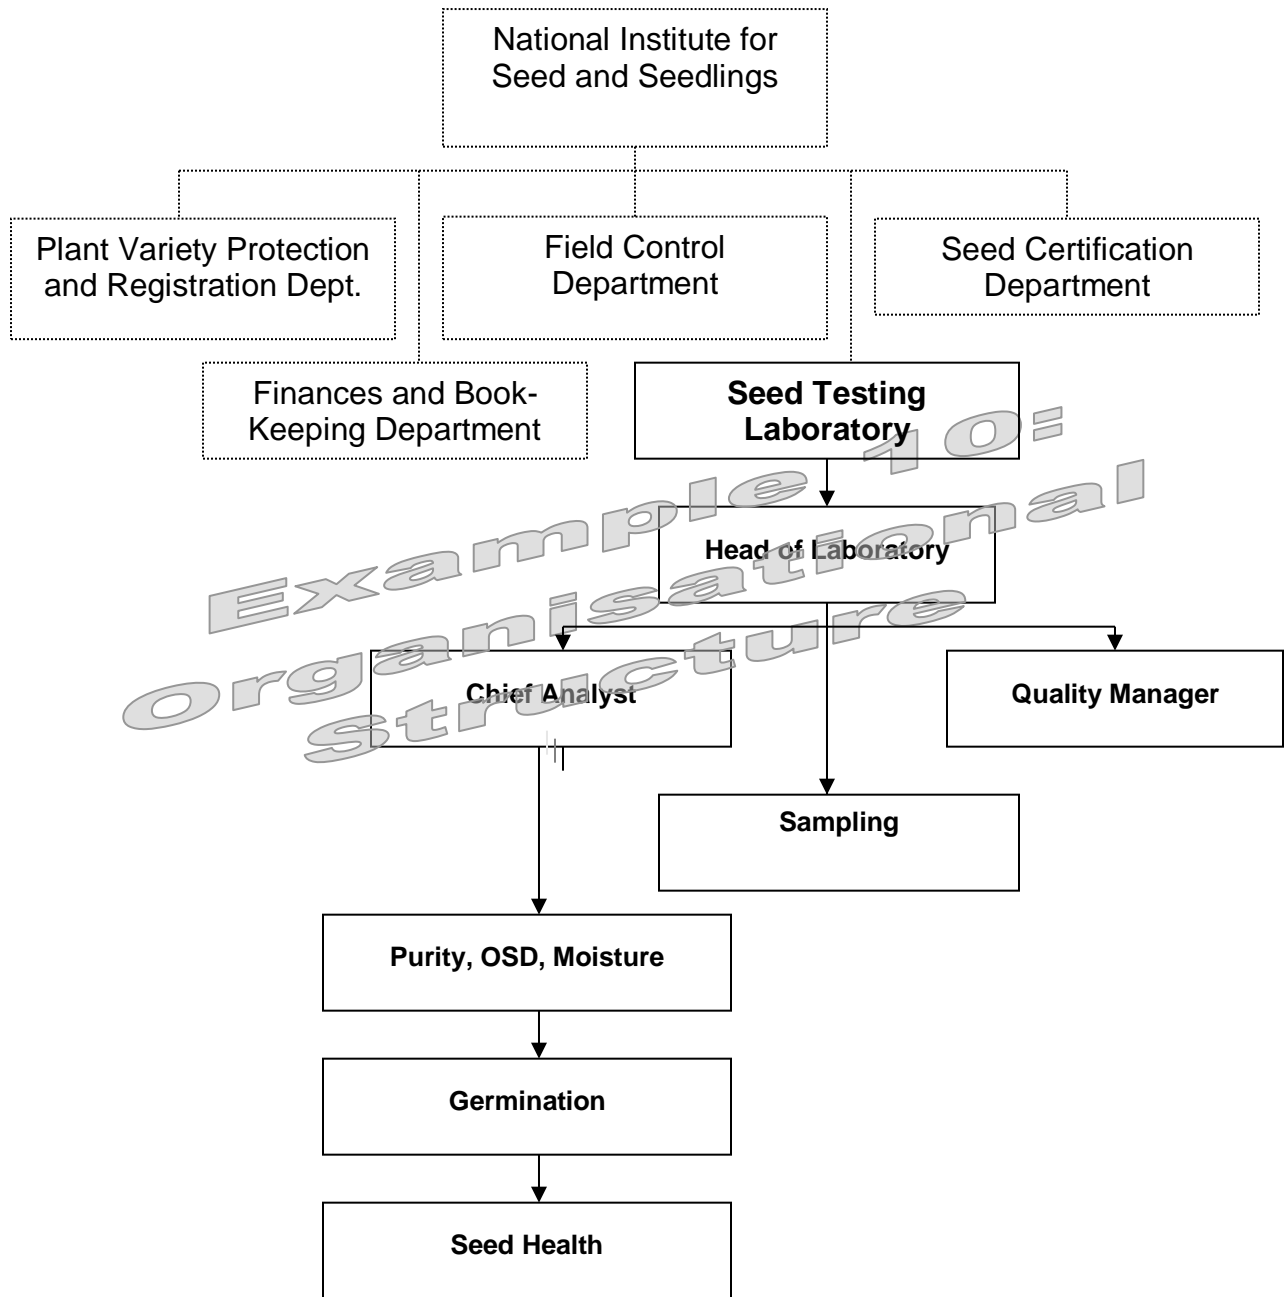 National Institute for
Seed and Seedlings
Plant Variety Protection
and Registration Dept.
Field Control
Department
Seed Certification
Department
Finances and Book-
Keeping Department
Seed Testing
Laboratory
Example 10:
Organisational
Structure
Head of Laboratory
Chief Analyst
Quality Manager
Sampling
Purity, OSD, Moisture
Germination
Seed Health